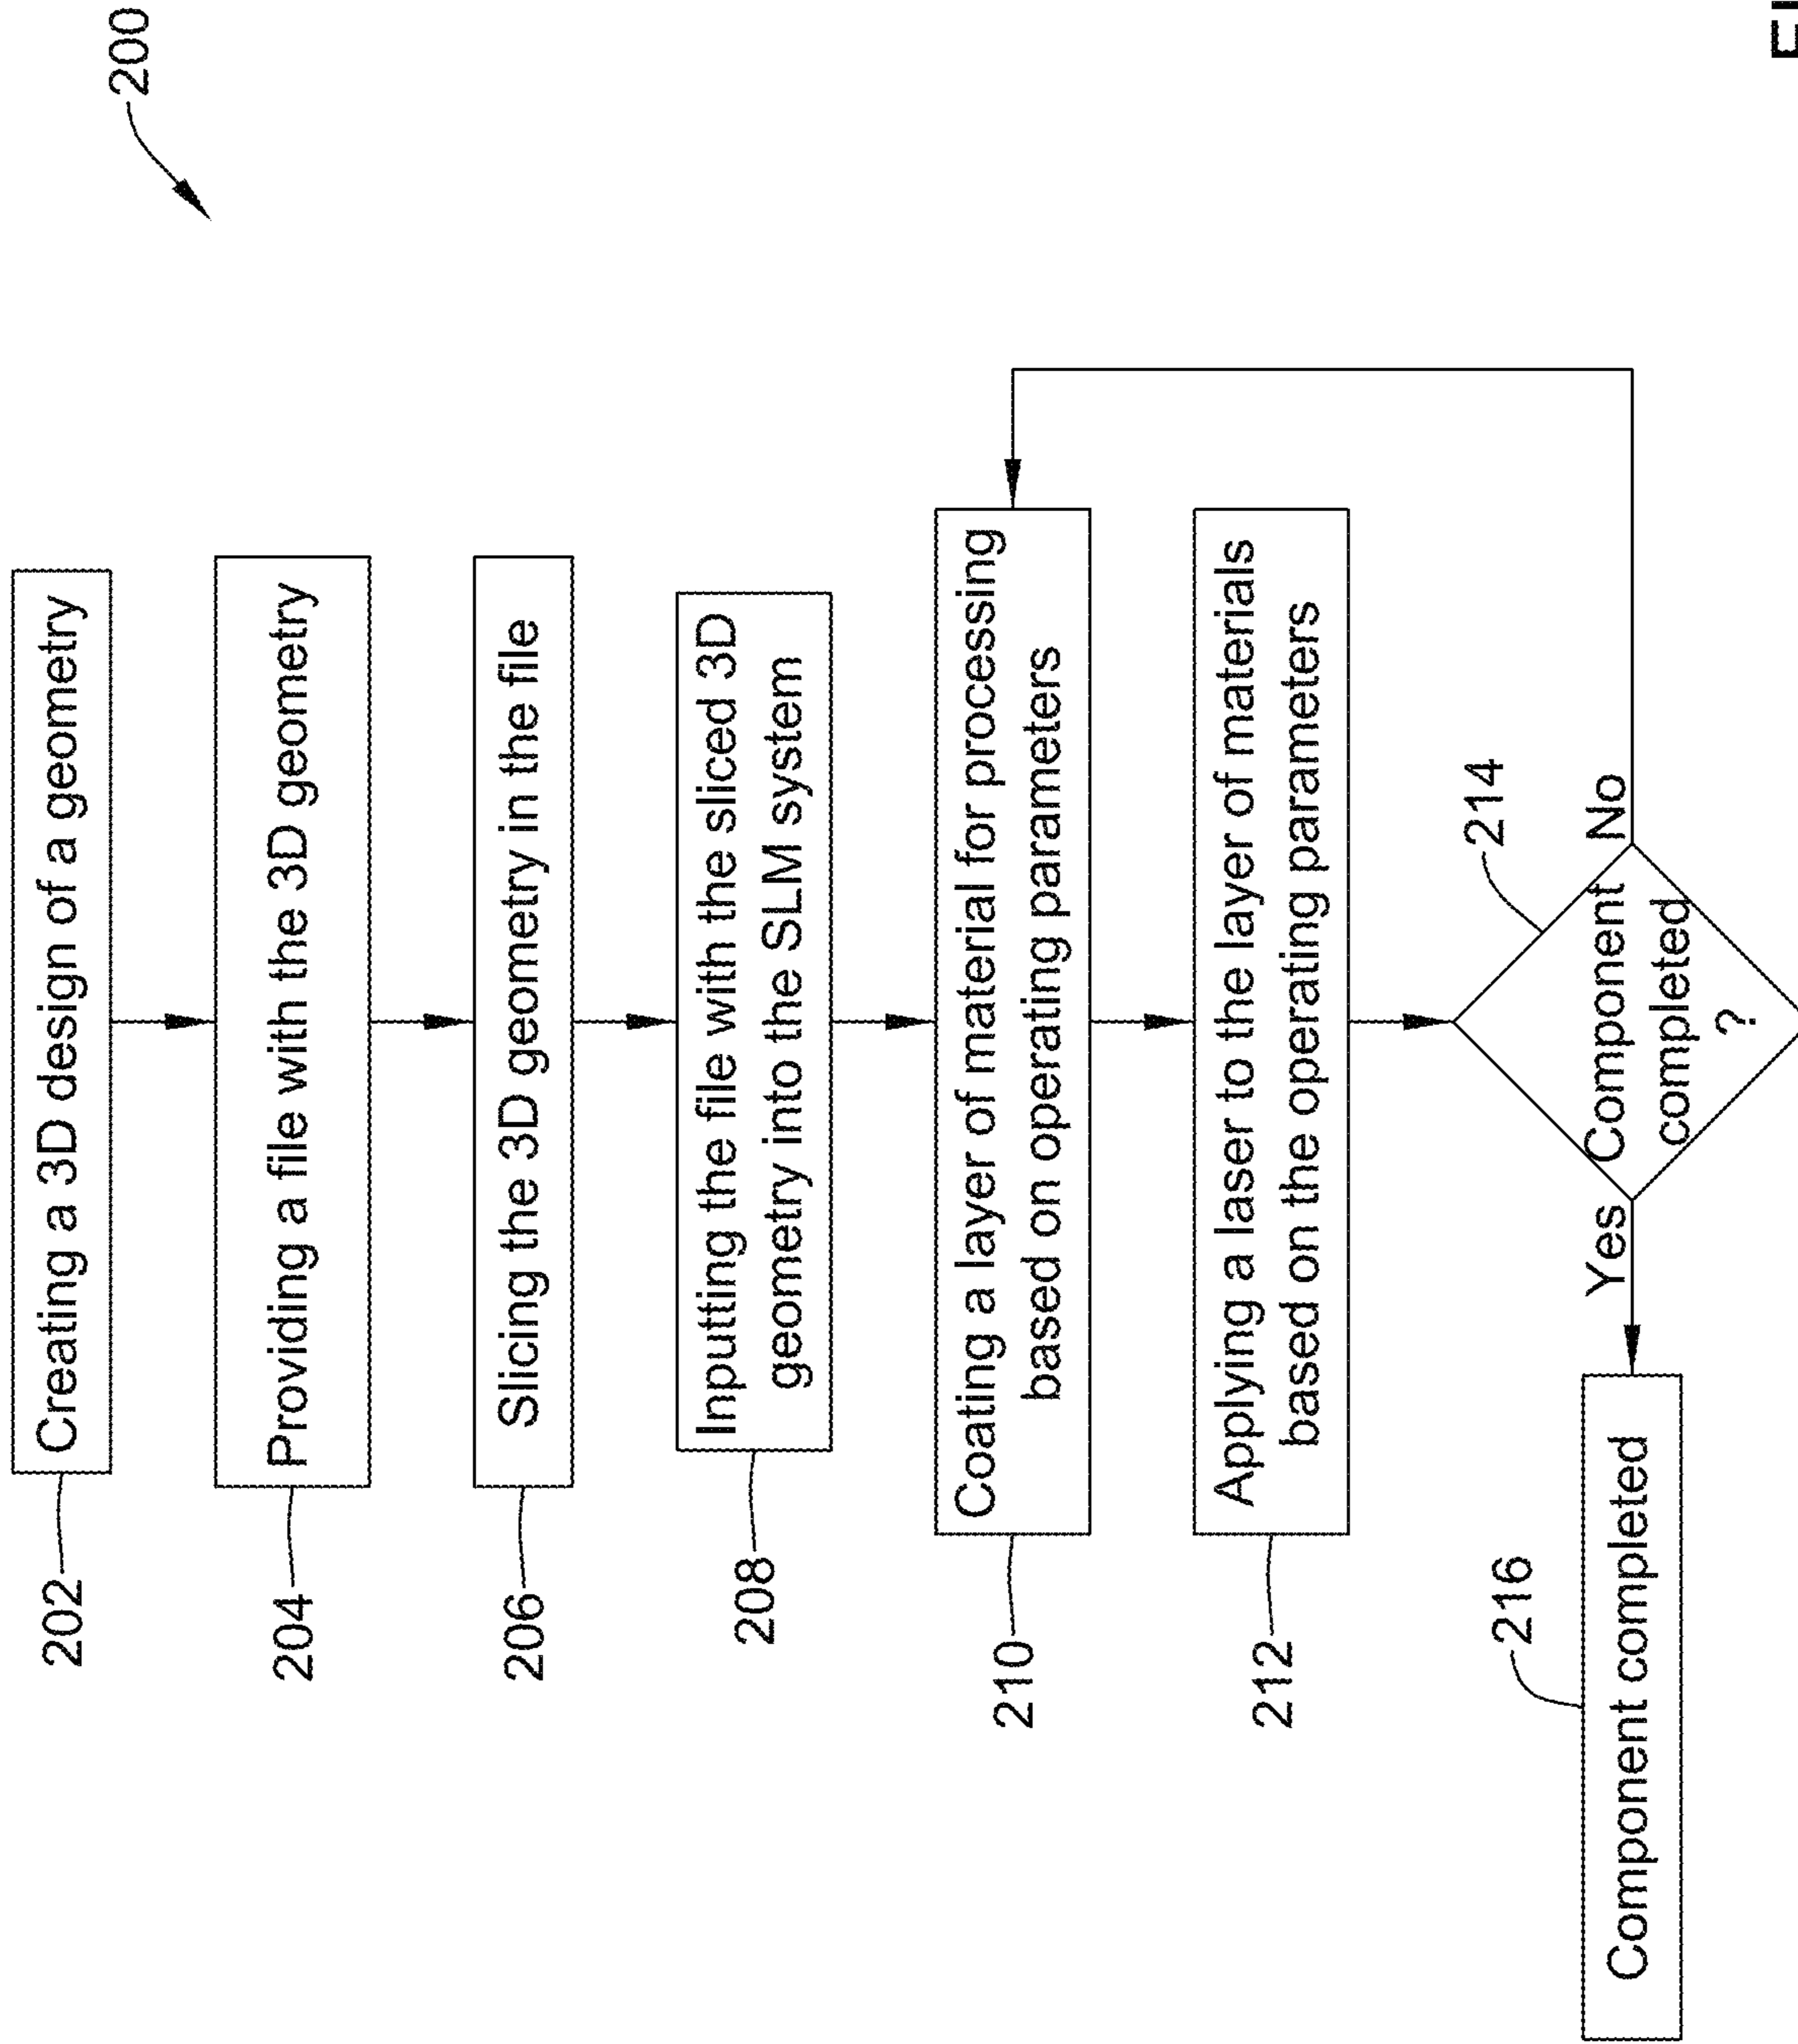 200
202
Creating a 3D design of a geometry
204
Providing a file with the 3D geometry
206
Slicing the 3D geometry in the file
208
Inputting the file with the sliced 3D
geometry into the SLM system
210
Coating a layer of material for processing
based on operating parameters
212
Applying a laser to the layer of materials
based on the operating parameters
214
Component
completed
?
Yes
No
216
Component completed